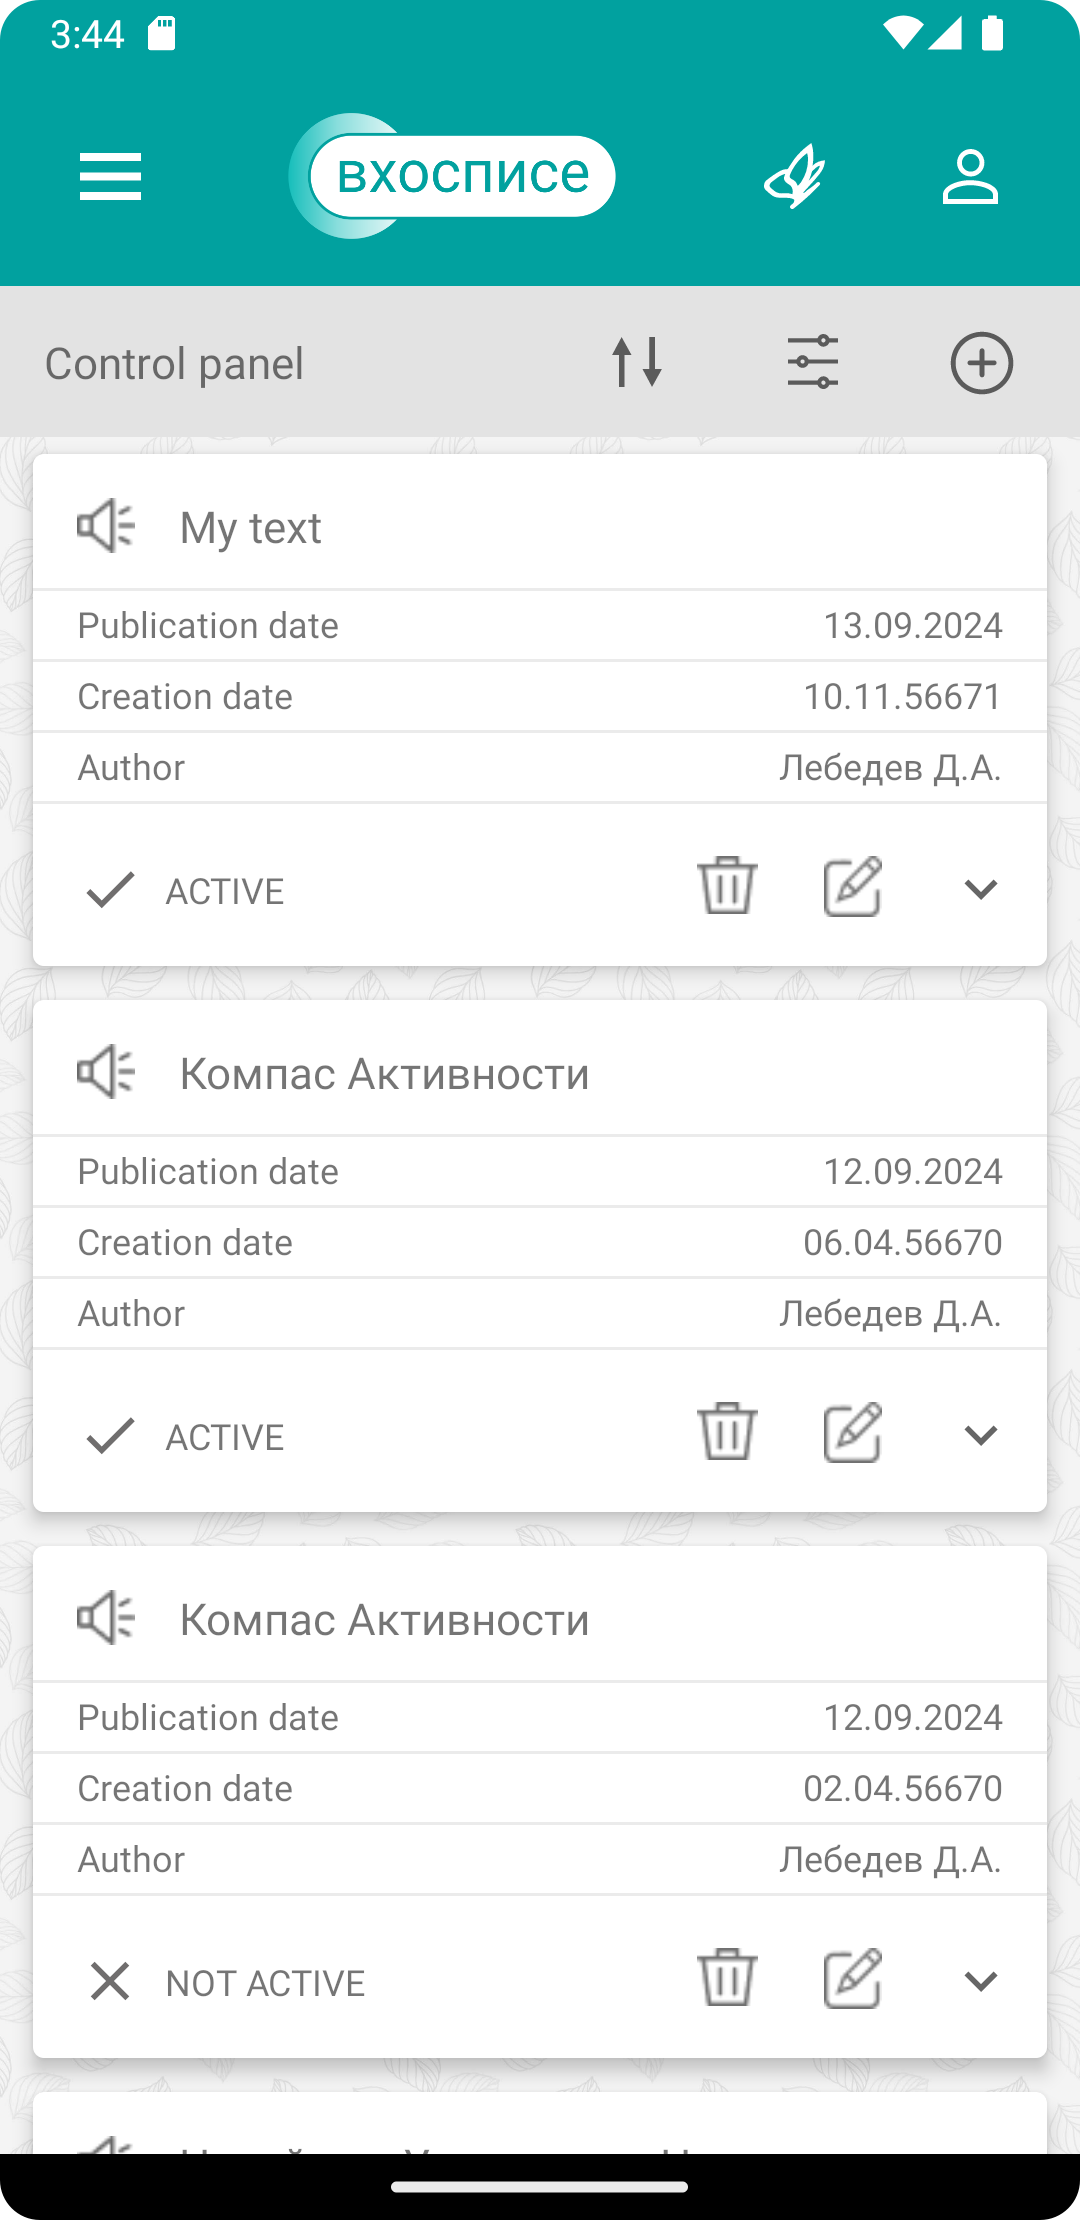 3:44
вхосписе
Control panel
My text
Publication date 13.09.2024
Creation date 10.11.56671
Author Лебедев Д.А.
ACTIVE
Компас Активности
Publication date 12.09.2024
Creation date 06.04.56670
Author Лебедев Д.А.
ACTIVE
Компас Активности
Publication date 12.09.2024
Creation date 02.04.56670
Author Лебедев Д.А.
NOT ACTIVE